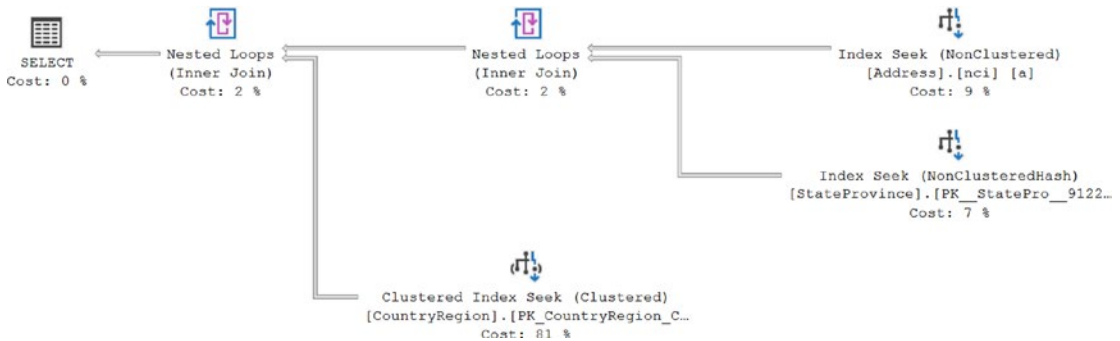 SELECT
Cost: 0 %
Nested Loops
(Inner Join)
Cost: 2 %
Nested Loops
(Inner Join)
Cost: 2 %
Index Seek (NonClustered)
[Address].[nci] [a]
Cost: 9 %
Index Seek (NonClusteredHash)
[StateProvince].[PK__StatePro__9122…
Cost: 7 %
Clustered Index Seek (Clustered)
[CountryRegion].[PK_CountryRegion_C…
Cost: 81 %